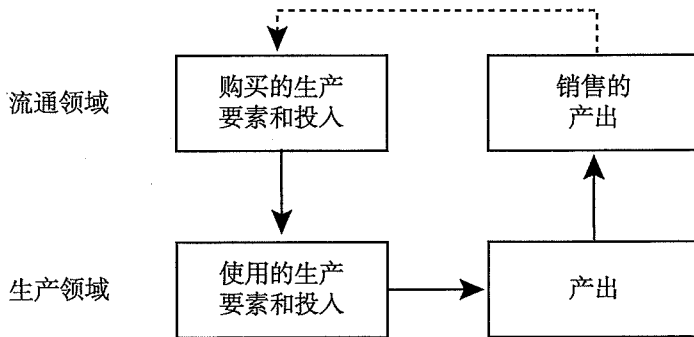 流通领域
购买的生产
要素和投入
销售的
产出
生产领域
使用的生产
要素和投入
产出